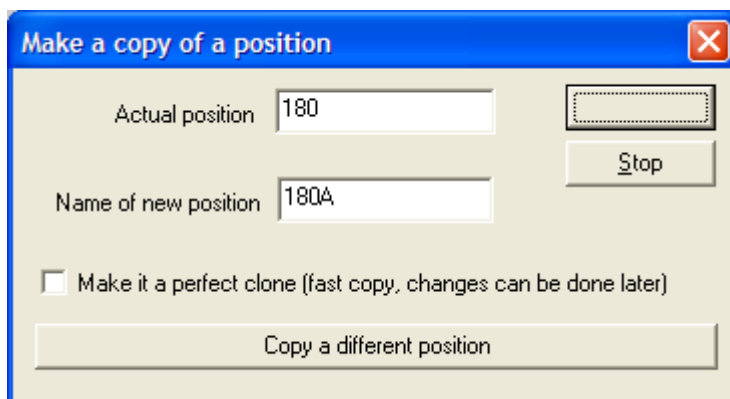 Make a copy of a position
Actual position 180
Stop
Name of new position 180A
Make it a perfect clone (fast copy, changes can be done later)
Copy a different position